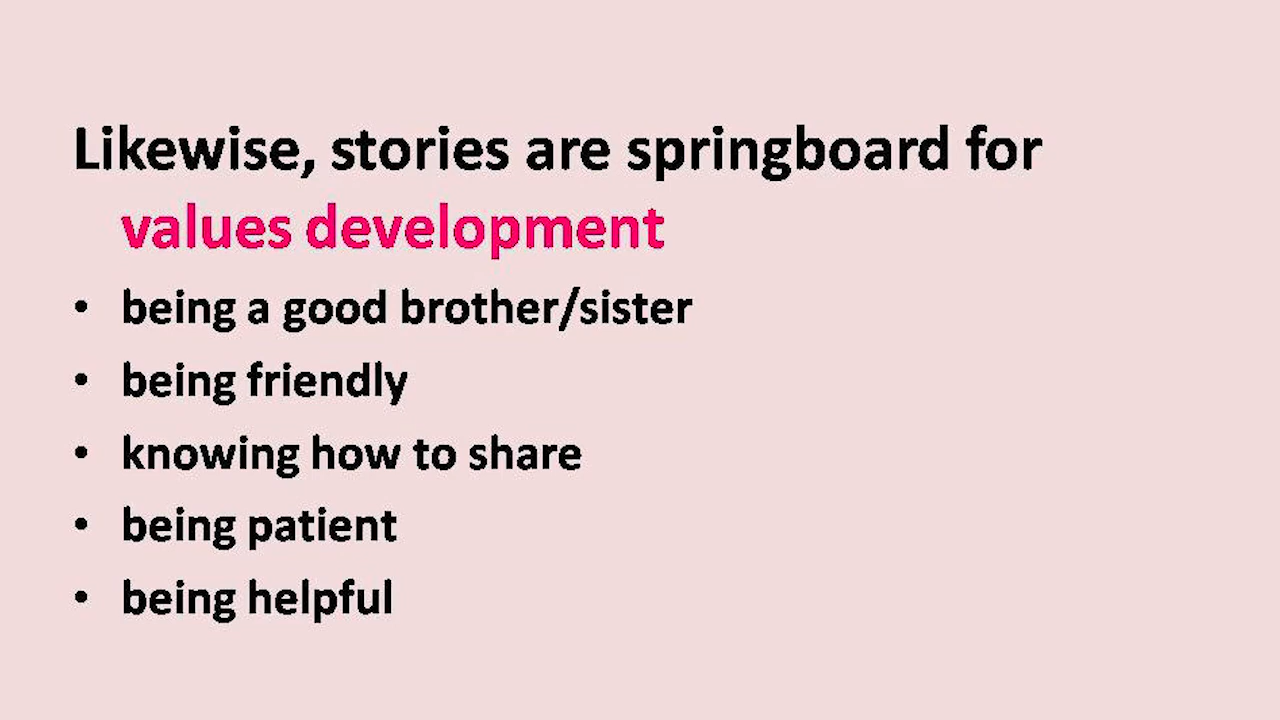 Likewise, stories are springboard for
values development
• being a good brother/sister
• being friendly
• knowing how to share
• being patient
• being helpful